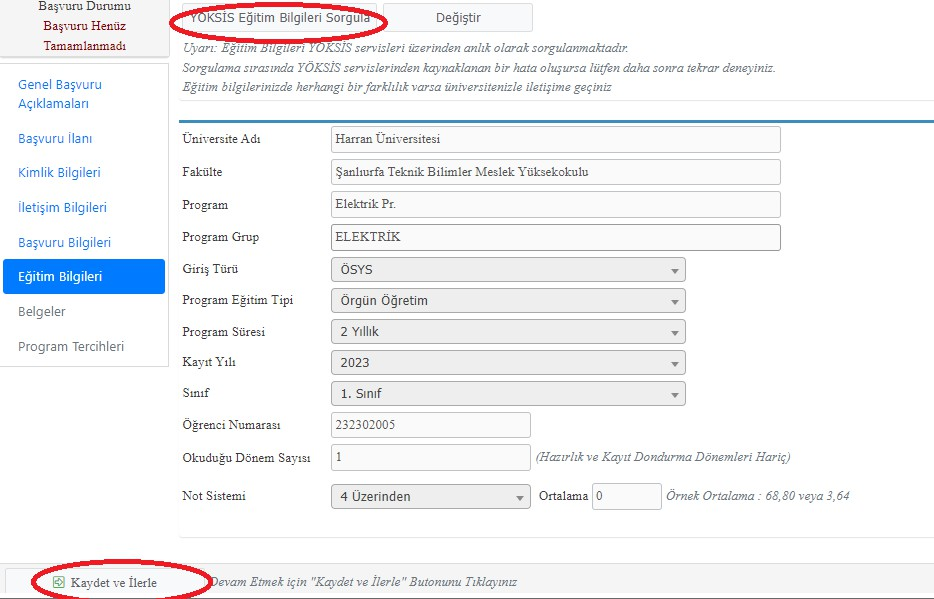 Başvuru Durumu
Başvuru Henüz
Tamamlanmadı
Genel Başvuru
Açıklamaları
Başvuru İlanı
Kimlik Bilgileri
İletişim Bilgileri
Başvuru Bilgileri
Eğitim Bilgileri
Belgeler
Program Tercihleri
YÖKSİS Eğitim Bilgileri Sorgula Değiştir
Uyarı: Eğitim Bilgileri YÖKSİS servisleri üzerinden anlık olarak sorgulanmaktadır.
Sorgulama sırasında YÖKSİS servislerinden kaynaklanan bir hata oluşursa lütfen daha sonra tekrar deneyiniz.
Eğitim bilgilerinizde herhangi bir farklılık varsa üniversitenizle iletişime geçiniz
Üniversite Adı Harran Üniversitesi
Fakülte Şanlıurfa Teknik Bilimler Meslek Yüksekokulu
Program Elektrik Pr.
Program Grup ELEKTRİK
Giriş Türü ÖSYS
Program Eğitim Tipi Örgün Öğretim
Program Süresi 2 Yıllık
Kayıt Yılı 2023
Sınıf 1. Sınıf
Öğrenci Numarası 232302005
Okuduğu Dönem Sayısı 1 (Hazırlık ve Kayıt Dondurma Dönemleri Hariç)
Not Sistemi 4 Üzerinden Ortalama 0 Örnek Ortalama : 68,80 veya 3,64
Kaydet ve İlerle Devam Etmek için "Kaydet ve İlerle" Butonunu Tıklayınız